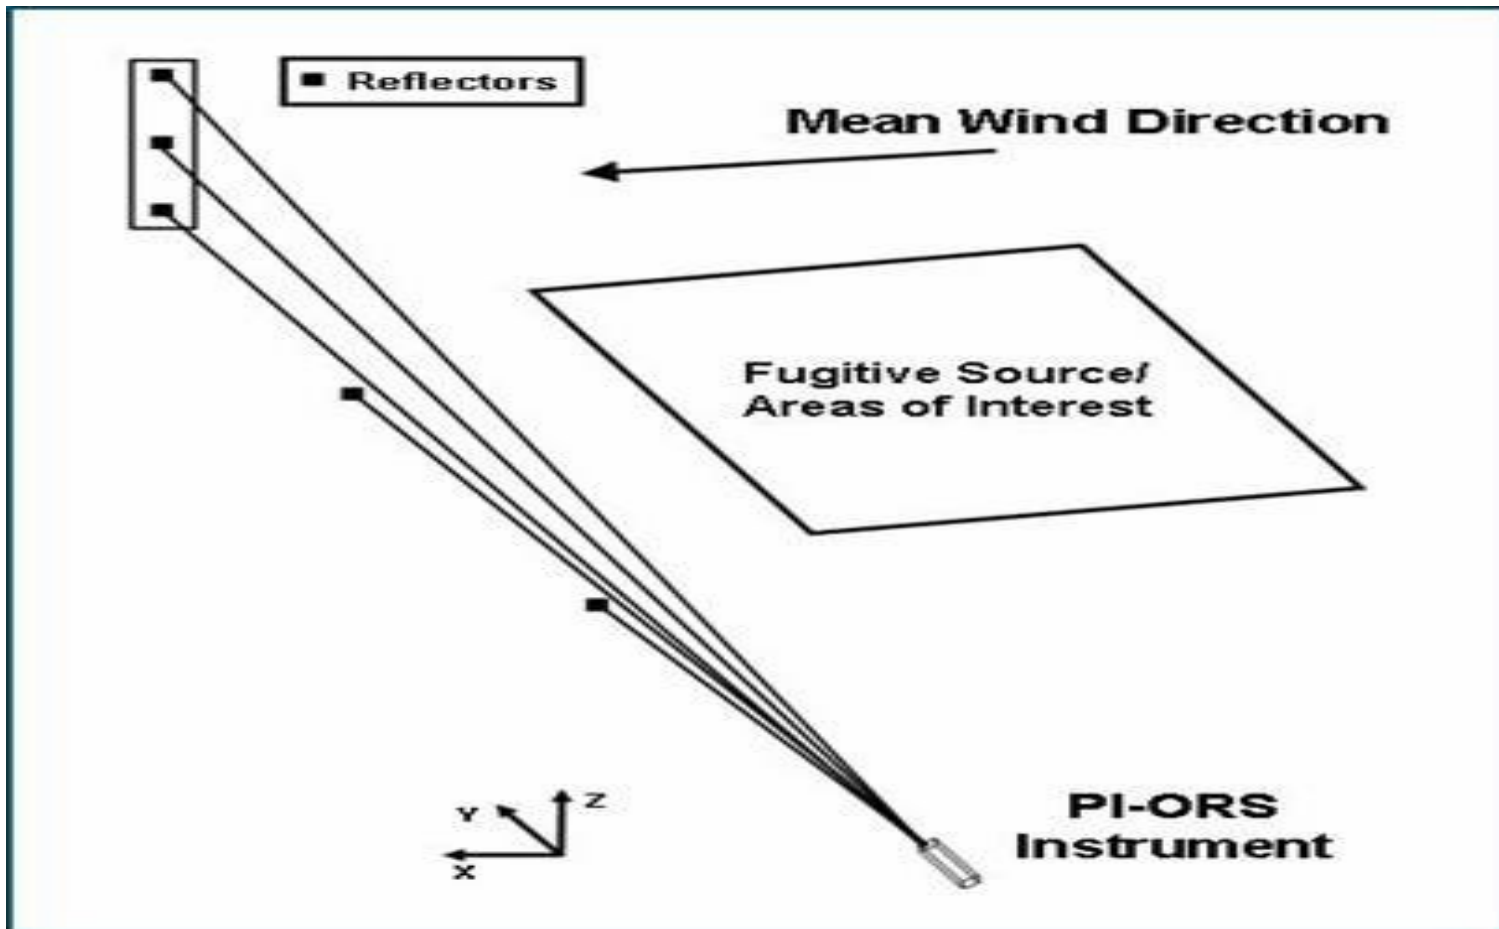 Reflectors
Mean Wind Direction
Fugitive Source/
Areas of Interest
Y
Z
X
PI-ORS
Instrument